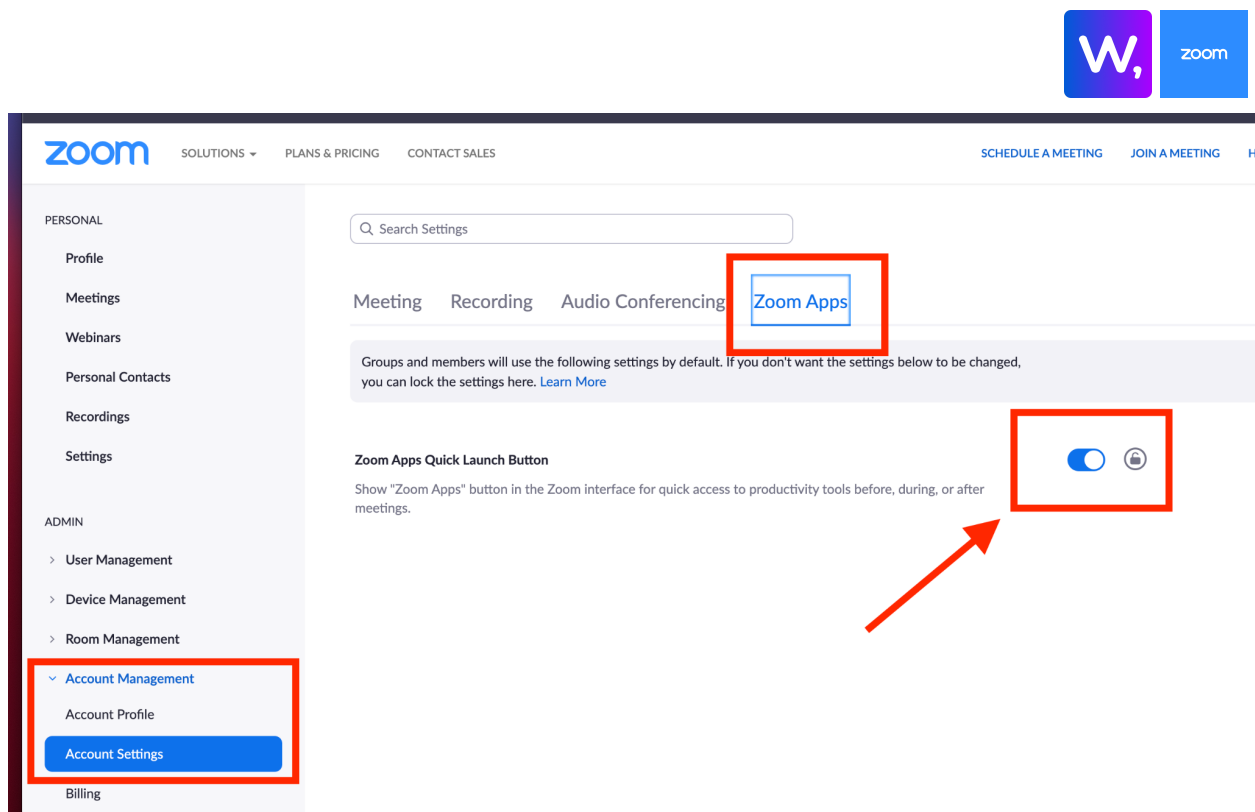 W,
zoom
zoom
SOLUTIONS
PLANS & PRICING
CONTACT SALES
SCHEDULE A MEETING
JOIN A MEETING
H
PERSONAL
Profile
Meetings
Webinars
Personal Contacts
Recordings
Settings
ADMIN
User Management
Device Management
Room Management
Account Management
Account Profile
Account Settings
Billing
Search Settings
Meeting
Recording
Audio Conferencing
Zoom Apps
Groups and members will use the following settings by default. If you don't want the settings below to be changed,
you can lock the settings here. Learn More
Zoom Apps Quick Launch Button
Show "Zoom Apps" button in the Zoom interface for quick access to productivity tools before, during, or after
meetings.